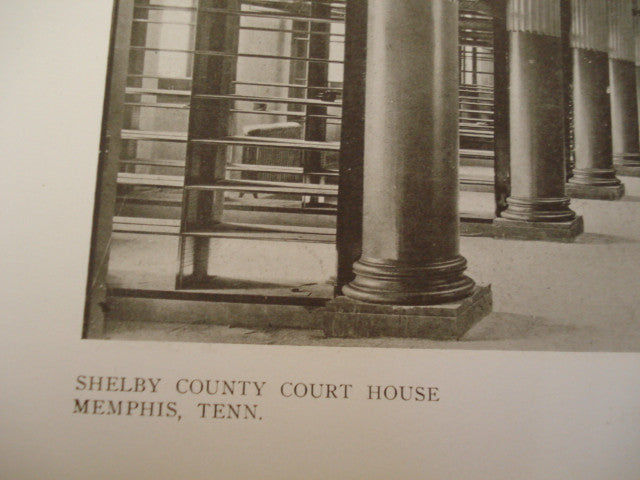 SHELBY COUNTY COURT HOUSE
MEMPHIS, TENN.